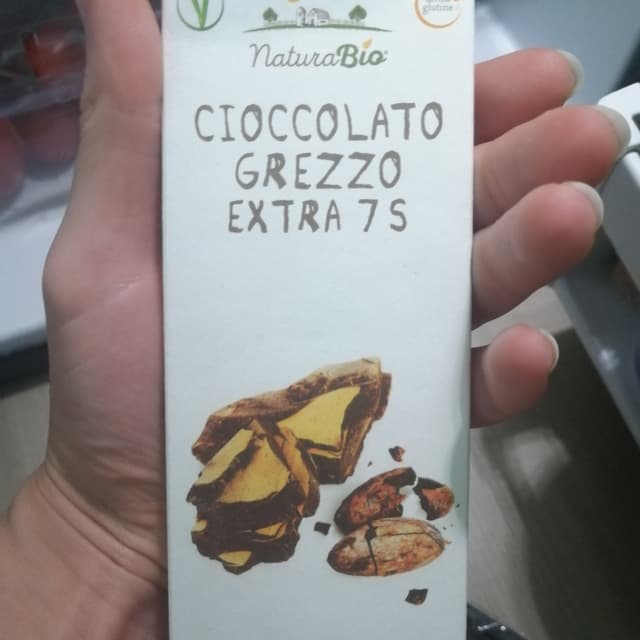 glutine
NaturaBio®
CIOCCOLATO
GREZZO
EXTRA 75